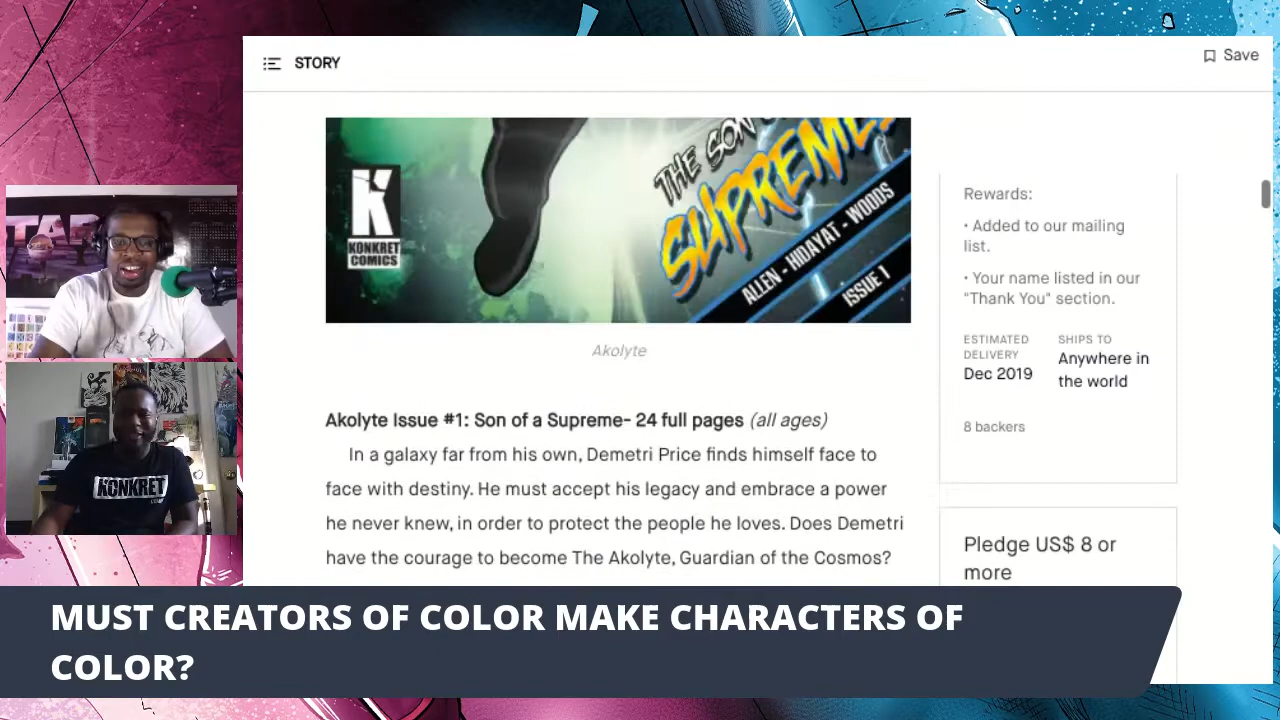 STORY
Save
THE SON
SUPREME
ALLEN - HIDAYAT - WOODS
ISSUE 1
K
KONKRET
COMICS
Akolyte
Akolyte Issue #1: Son of a Supreme- 24 full pages (all ages)
In a galaxy far from his own, Demetri Price finds himself face to
face with destiny. He must accept his legacy and embrace a power
he never knew, in order to protect the people he loves. Does Demetri
have the courage to become The Akolyte, Guardian of the Cosmos?
Rewards:
• Added to our mailing
list.
• Your name listed in our
"Thank You" section.
ESTIMATED
DELIVERY
Dec 2019
SHIPS TO
Anywhere in
the world
8 backers
Pledge US$ 8 or
more
STAR
KONKRET
MUST CREATORS OF COLOR MAKE CHARACTERS OF
COLOR?